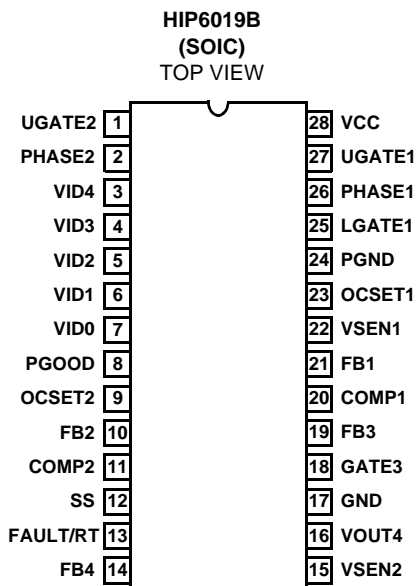 HIP6019B
(SOIC)
TOP VIEW
UGATE2 1 28 VCC
PHASE2 2 27 UGATE1
VID4 3 26 PHASE1
VID3 4 25 LGATE1
VID2 5 24 PGND
VID1 6 23 OCSET1
VID0 7 22 VSEN1
PGOOD 8 21 FB1
OCSET2 9 20 COMP1
FB2 10 19 FB3
COMP2 11 18 GATE3
SS 12 17 GND
FAULT/RT 13 16 VOUT4
FB4 14 15 VSEN2